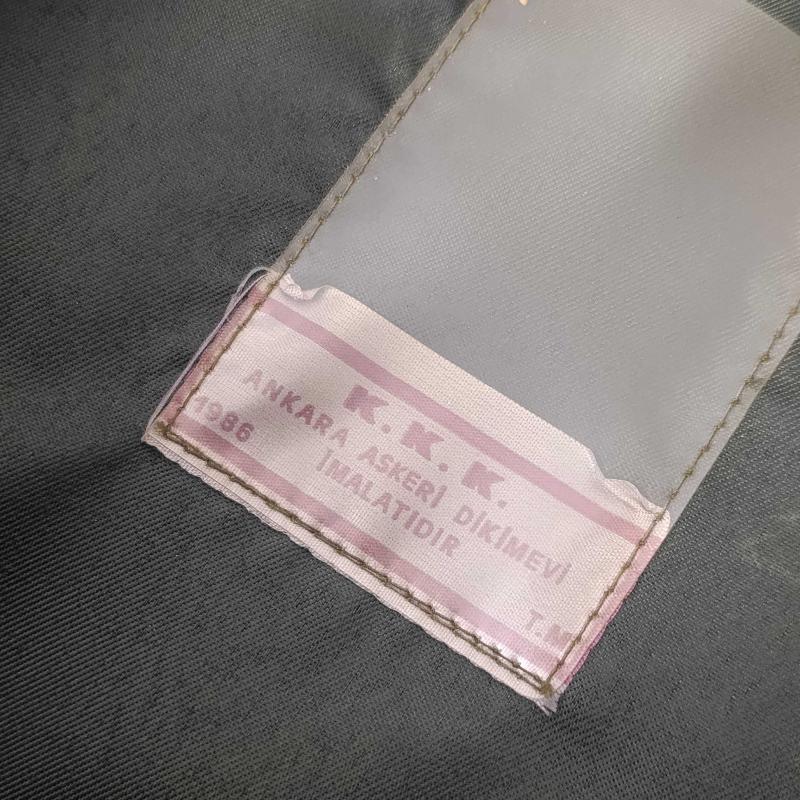 K. K. K.
ANKARA ASKERİ DİKİMEVİ
İMALATIDIR
1986
T.M